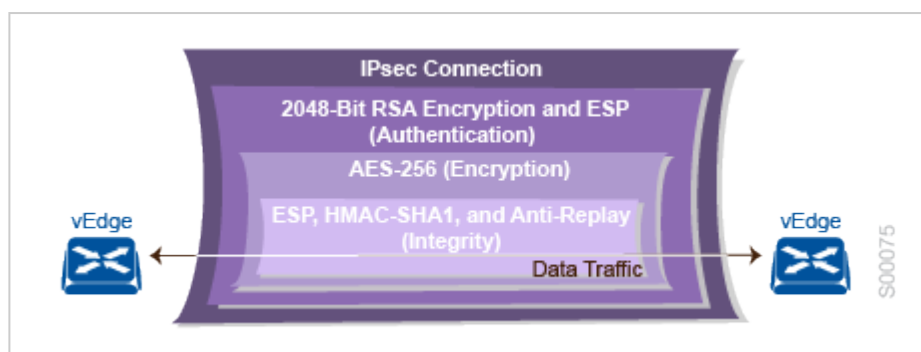 IPsec Connection
2048-Bit RSA Encryption and ESP
(Authentication)
AES-256 (Encryption)
ESP, HMAC-SHA1, and Anti-Replay
(Integrity)
vEdge
vEdge
Data Traffic
S00075